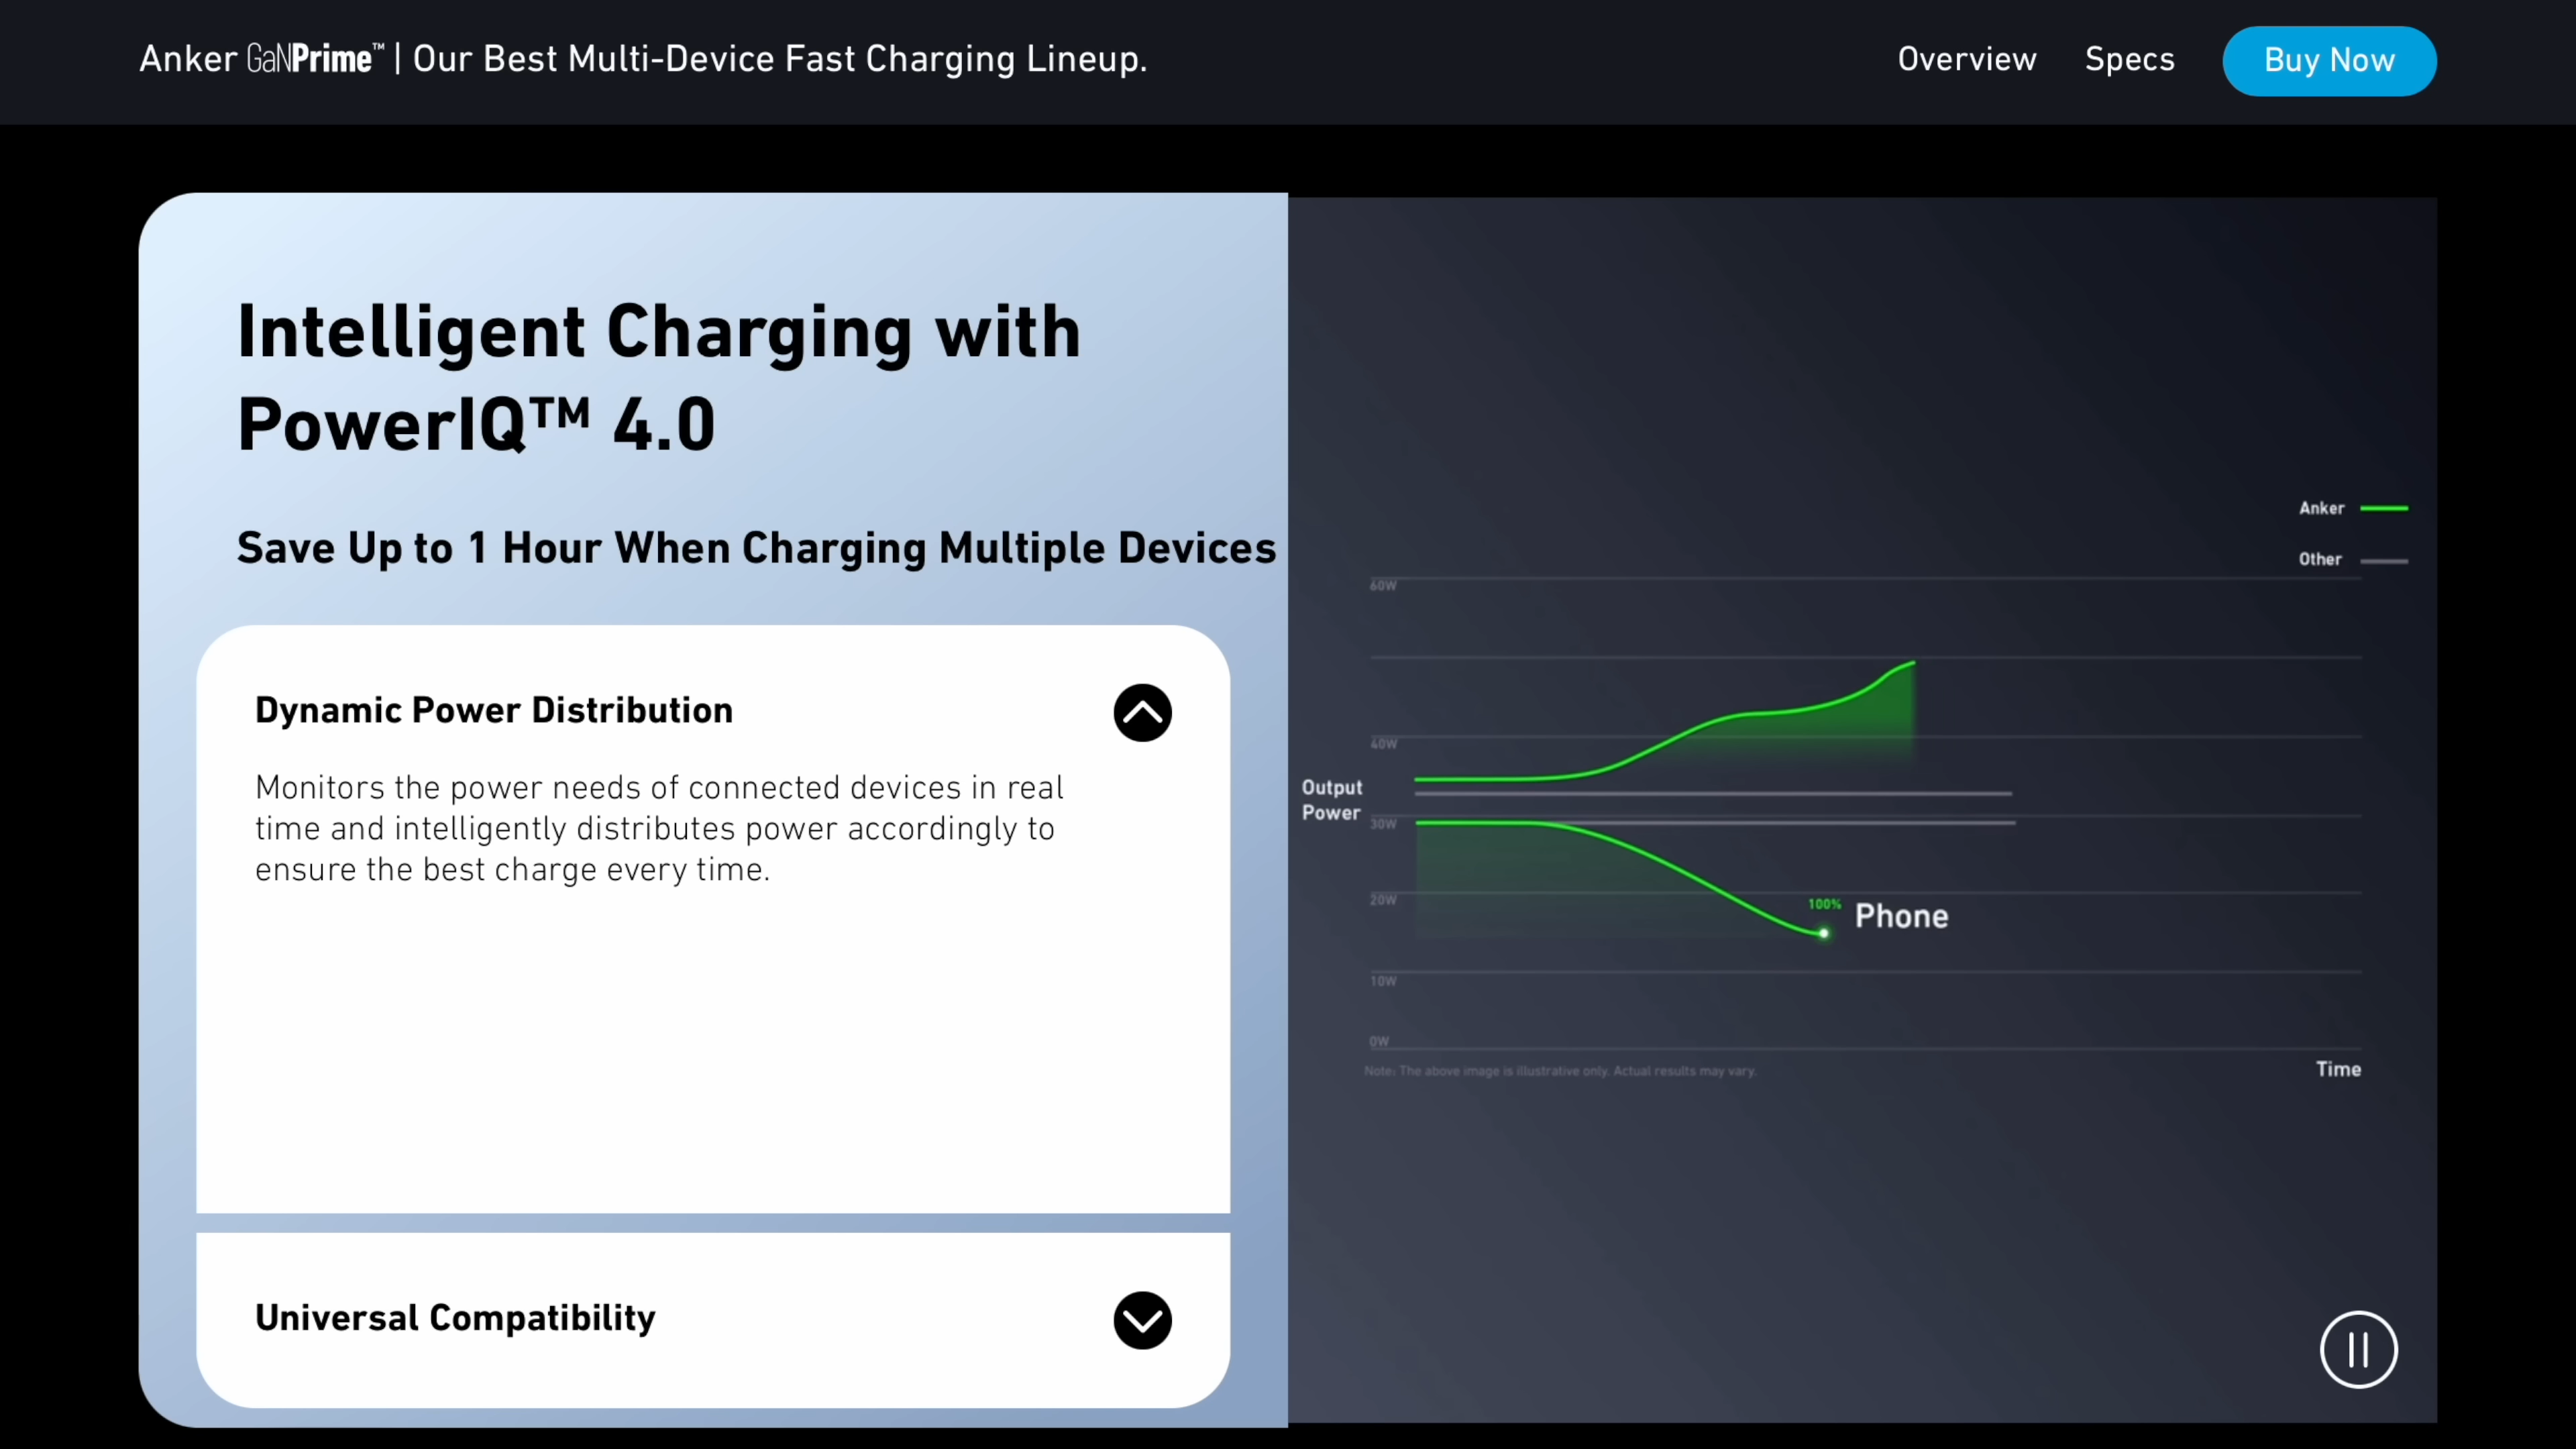 Anker GaNPrime™ | Our Best Multi-Device Fast Charging Lineup.
Overview
Specs
Buy Now
Intelligent Charging with
PowerIQ™ 4.0
Save Up to 1 Hour When Charging Multiple Devices
Dynamic Power Distribution
Monitors the power needs of connected devices in real
time and intelligently distributes power accordingly to
ensure the best charge every time.
Universal Compatibility
Anker
Other
60W
40W
Output
Power
30W
20W
100%
Phone
10W
0W
Note: The above image is illustrative only. Actual results may vary.
Time